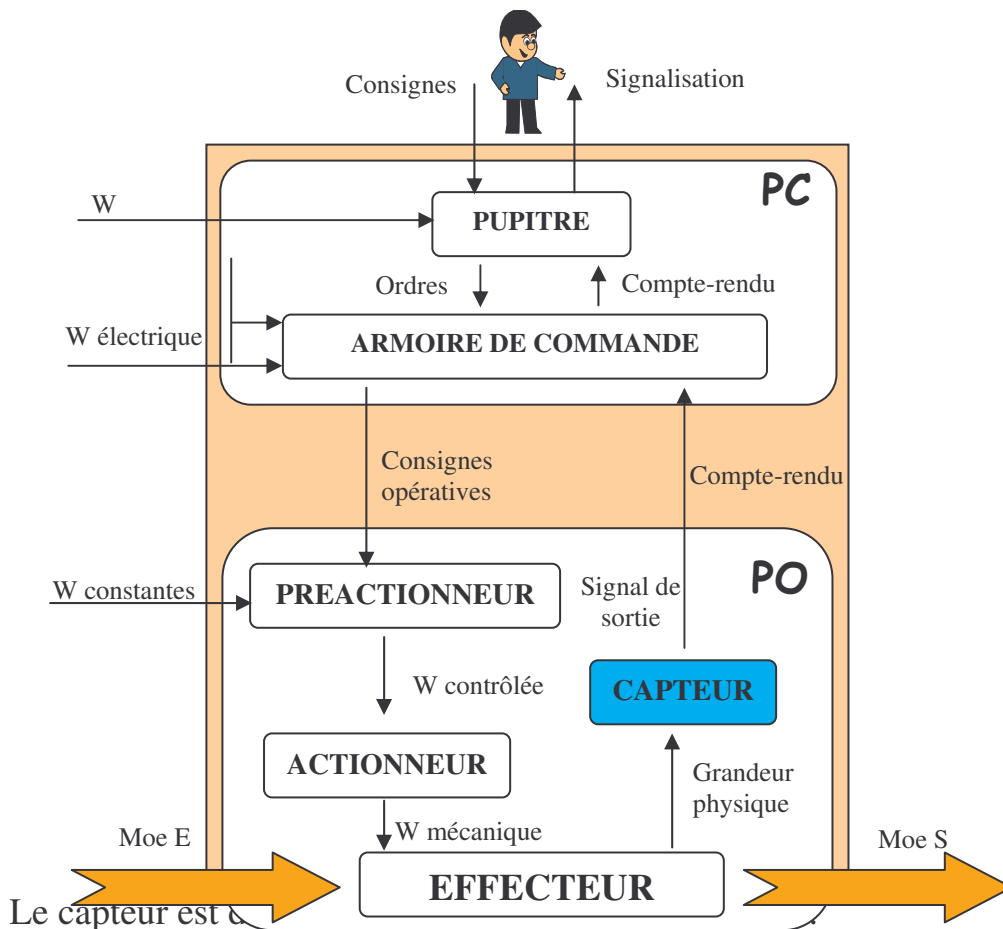 Consignes
Signalisation
PC
W
PUPITRE
Ordres
Compte-rendu
W électrique
ARMOIRE DE COMMANDE
Consignes
opératives
Compte-rendu
PO
W constantes
PREACTIONNEUR
Signal de
sortie
W contrôlée
CAPTEUR
ACTIONNEUR
Grandeur
physique
Moe E
W mécanique
Moe S
EFFECTEUR
Le capteur est